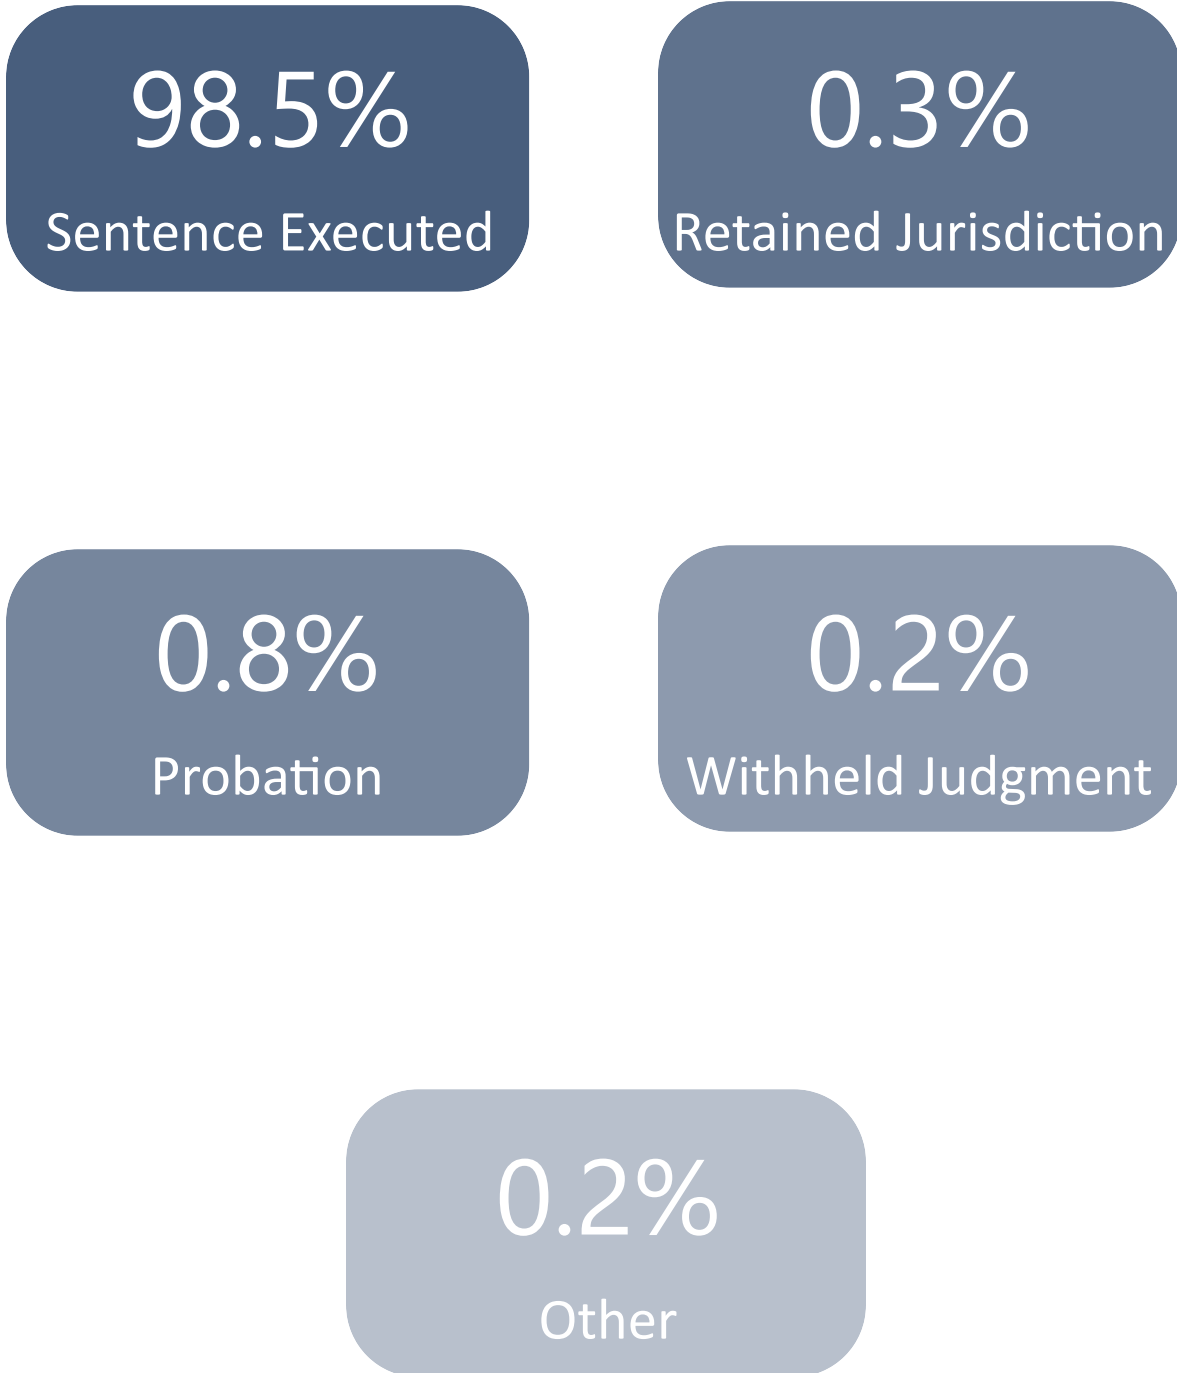 98.5%
Sentence Executed
0.3%
Retained Jurisdiction
0.8%
Probation
0.2%
Withheld Judgment
0.2%
Other